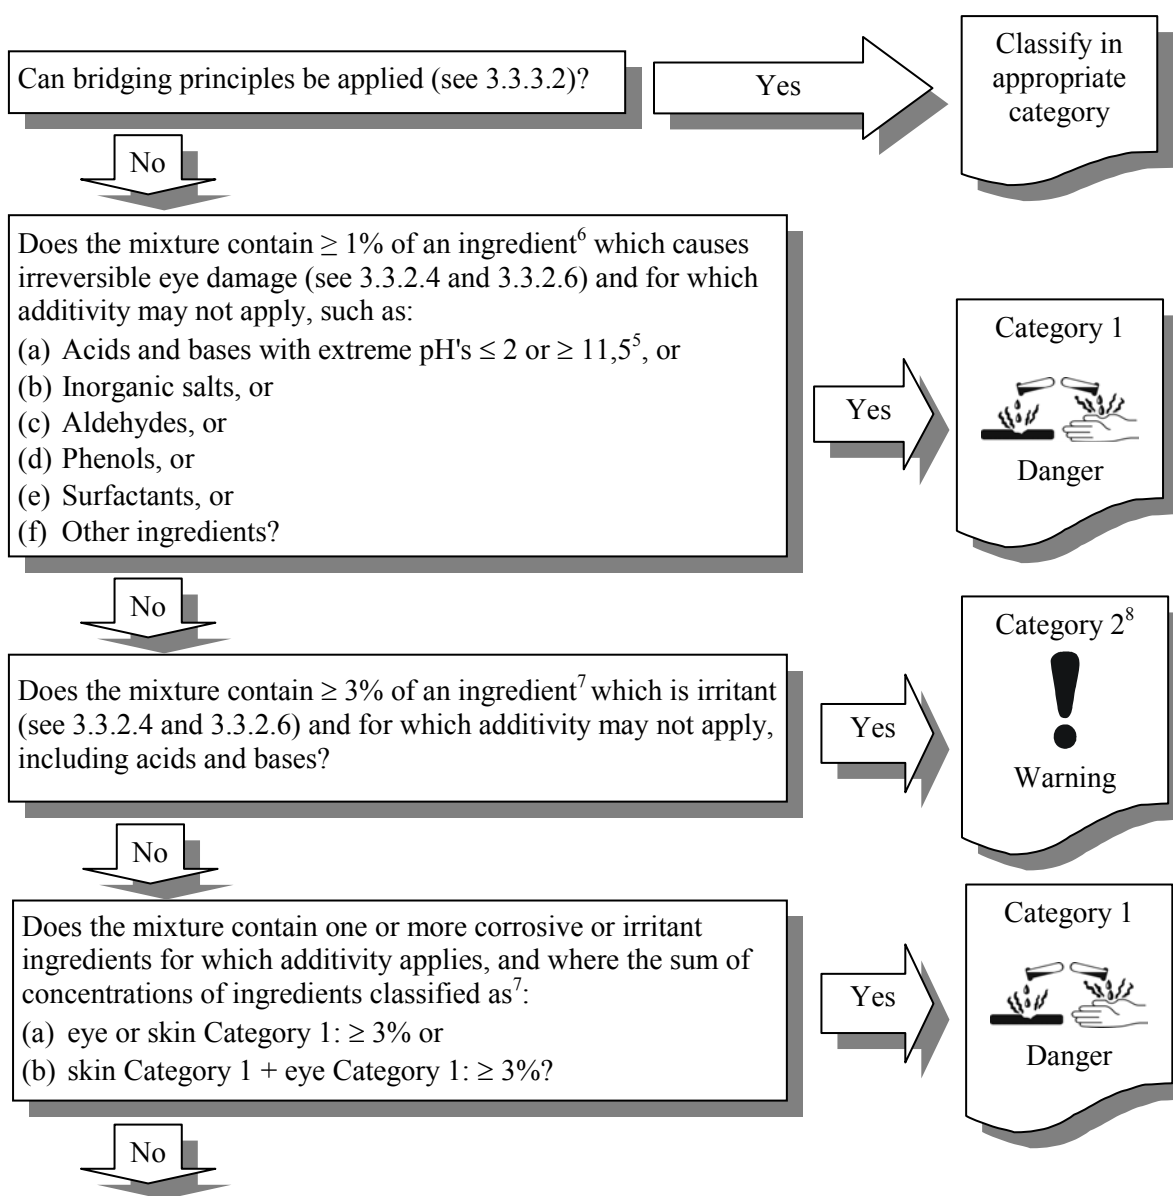 Can bridging principles be applied (see 3.3.3.2)?
Yes
Classify in
appropriate
category
No
Does the mixture contain ≥ 1% of an ingredient⁶ which causes
irreversible eye damage (see 3.3.2.4 and 3.3.2.6) and for which
additivity may not apply, such as:
(a) Acids and bases with extreme pH's ≤ 2 or ≥ 11,5⁵, or
(b) Inorganic salts, or
(c) Aldehydes, or
(d) Phenols, or
(e) Surfactants, or
(f) Other ingredients?
Yes
Category 1
Danger
No
Does the mixture contain ≥ 3% of an ingredient⁷ which is irritant
(see 3.3.2.4 and 3.3.2.6) and for which additivity may not apply,
including acids and bases?
Yes
Category 2⁸
Warning
No
Does the mixture contain one or more corrosive or irritant
ingredients for which additivity applies, and where the sum of
concentrations of ingredients classified as⁷:
(a) eye or skin Category 1: ≥ 3% or
(b) skin Category 1 + eye Category 1: ≥ 3%?
Yes
Category 1
Danger
No